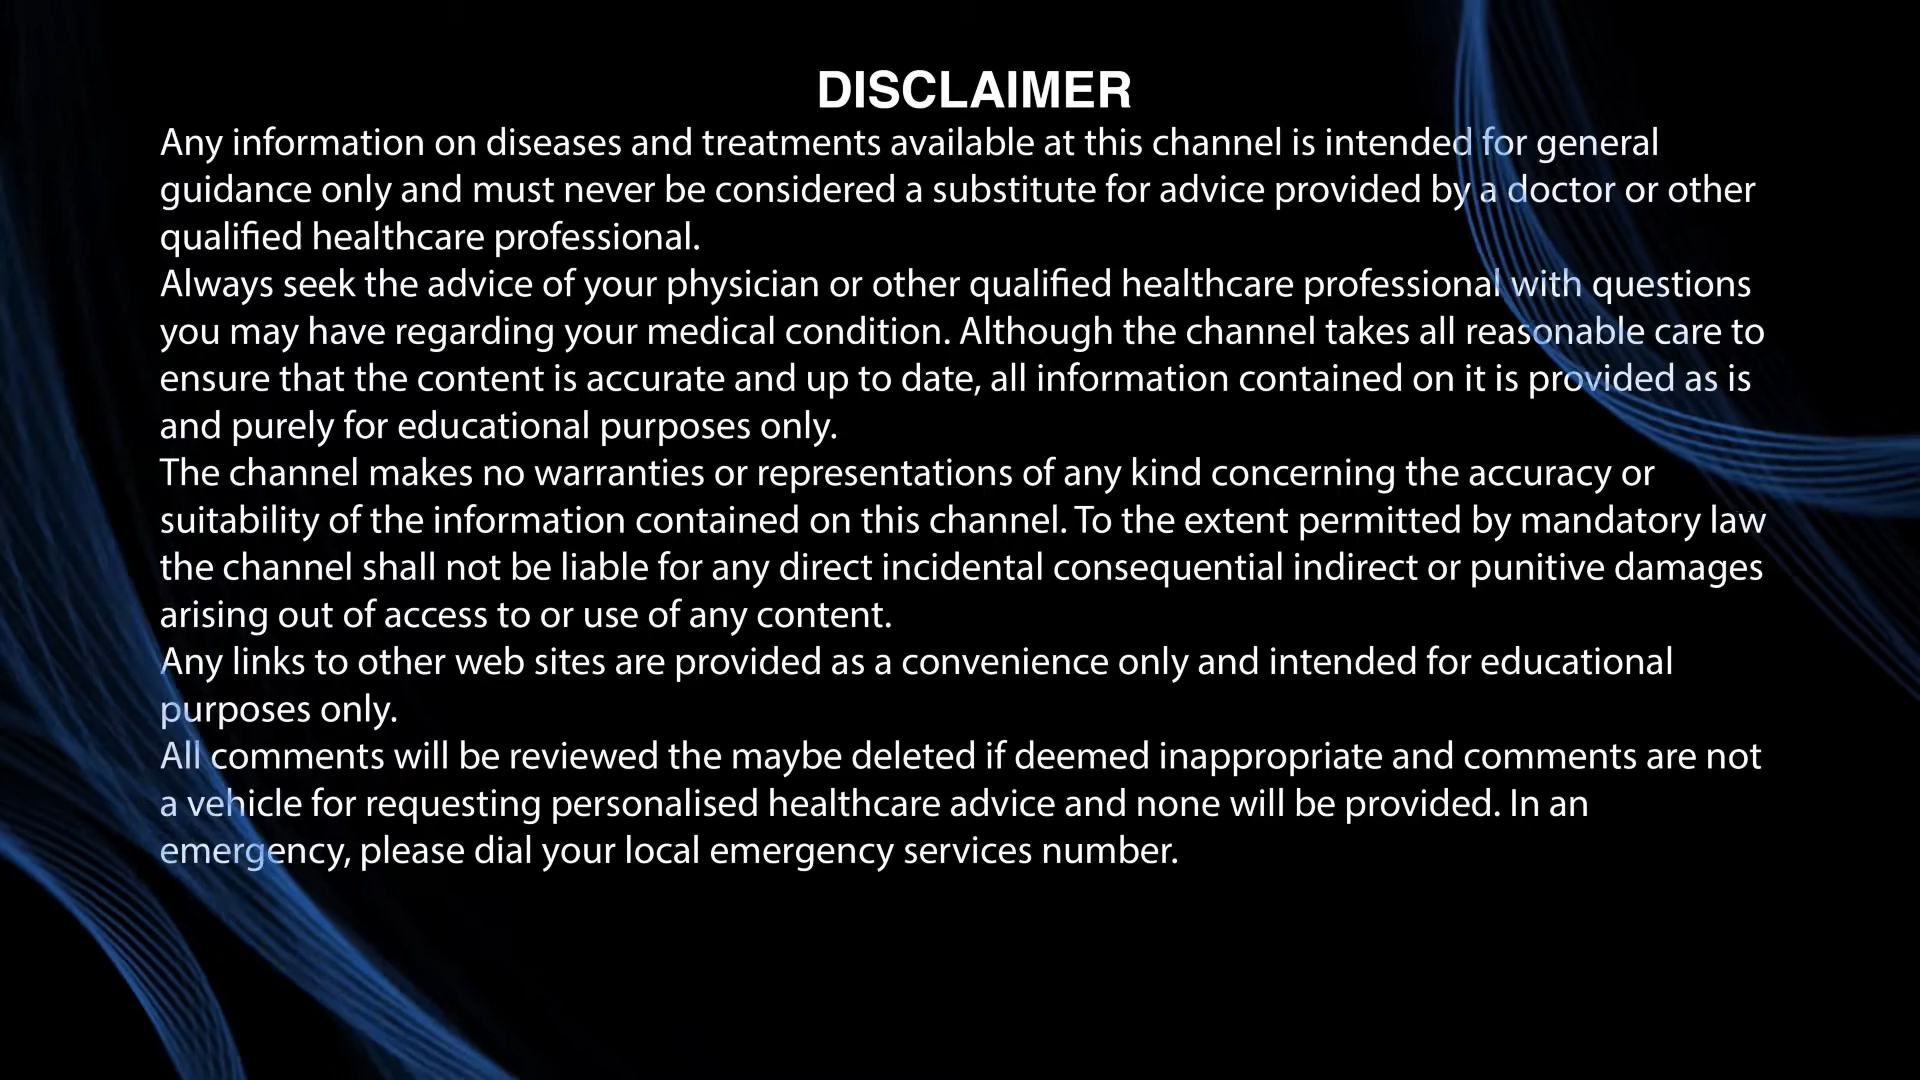 DISCLAIMER
Any information on diseases and treatments available at this channel is intended for general
guidance only and must never be considered a substitute for advice provided by a doctor or other
qualified healthcare professional.
Always seek the advice of your physician or other qualified healthcare professional with questions
you may have regarding your medical condition. Although the channel takes all reasonable care to
ensure that the content is accurate and up to date, all information contained on it is provided as is
and purely for educational purposes only.
The channel makes no warranties or representations of any kind concerning the accuracy or
suitability of the information contained on this channel. To the extent permitted by mandatory law
the channel shall not be liable for any direct incidental consequential indirect or punitive damages
arising out of access to or use of any content.
Any links to other web sites are provided as a convenience only and intended for educational
purposes only.
All comments will be reviewed the maybe deleted if deemed inappropriate and comments are not
a vehicle for requesting personalised healthcare advice and none will be provided. In an
emergency, please dial your local emergency services number.